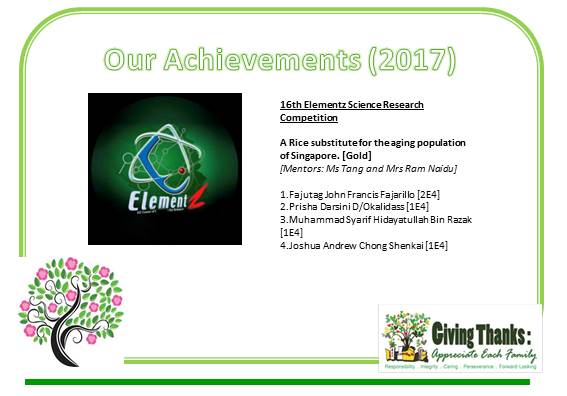 Our Achievements (2017)
16th Elementz Science Research
Competition
A Rice substitute for the aging population
of Singapore. [Gold]
[Mentors: Ms Tang and Mrs Ram Naidu]
1.Fajutag John Francis Fajarillo [2E4]
2.Prisha Darsini D/Okalidass [1E4]
3.Muhammad Syarif Hidayatullah Bin Razak
[1E4]
4.Joshua Andrew Chong Shenkai [1E4]
ElementZ
Giving Thanks:
Appreciate Each Family
Responsibility . Integrity . Caring . Perseverance . Forward Looking